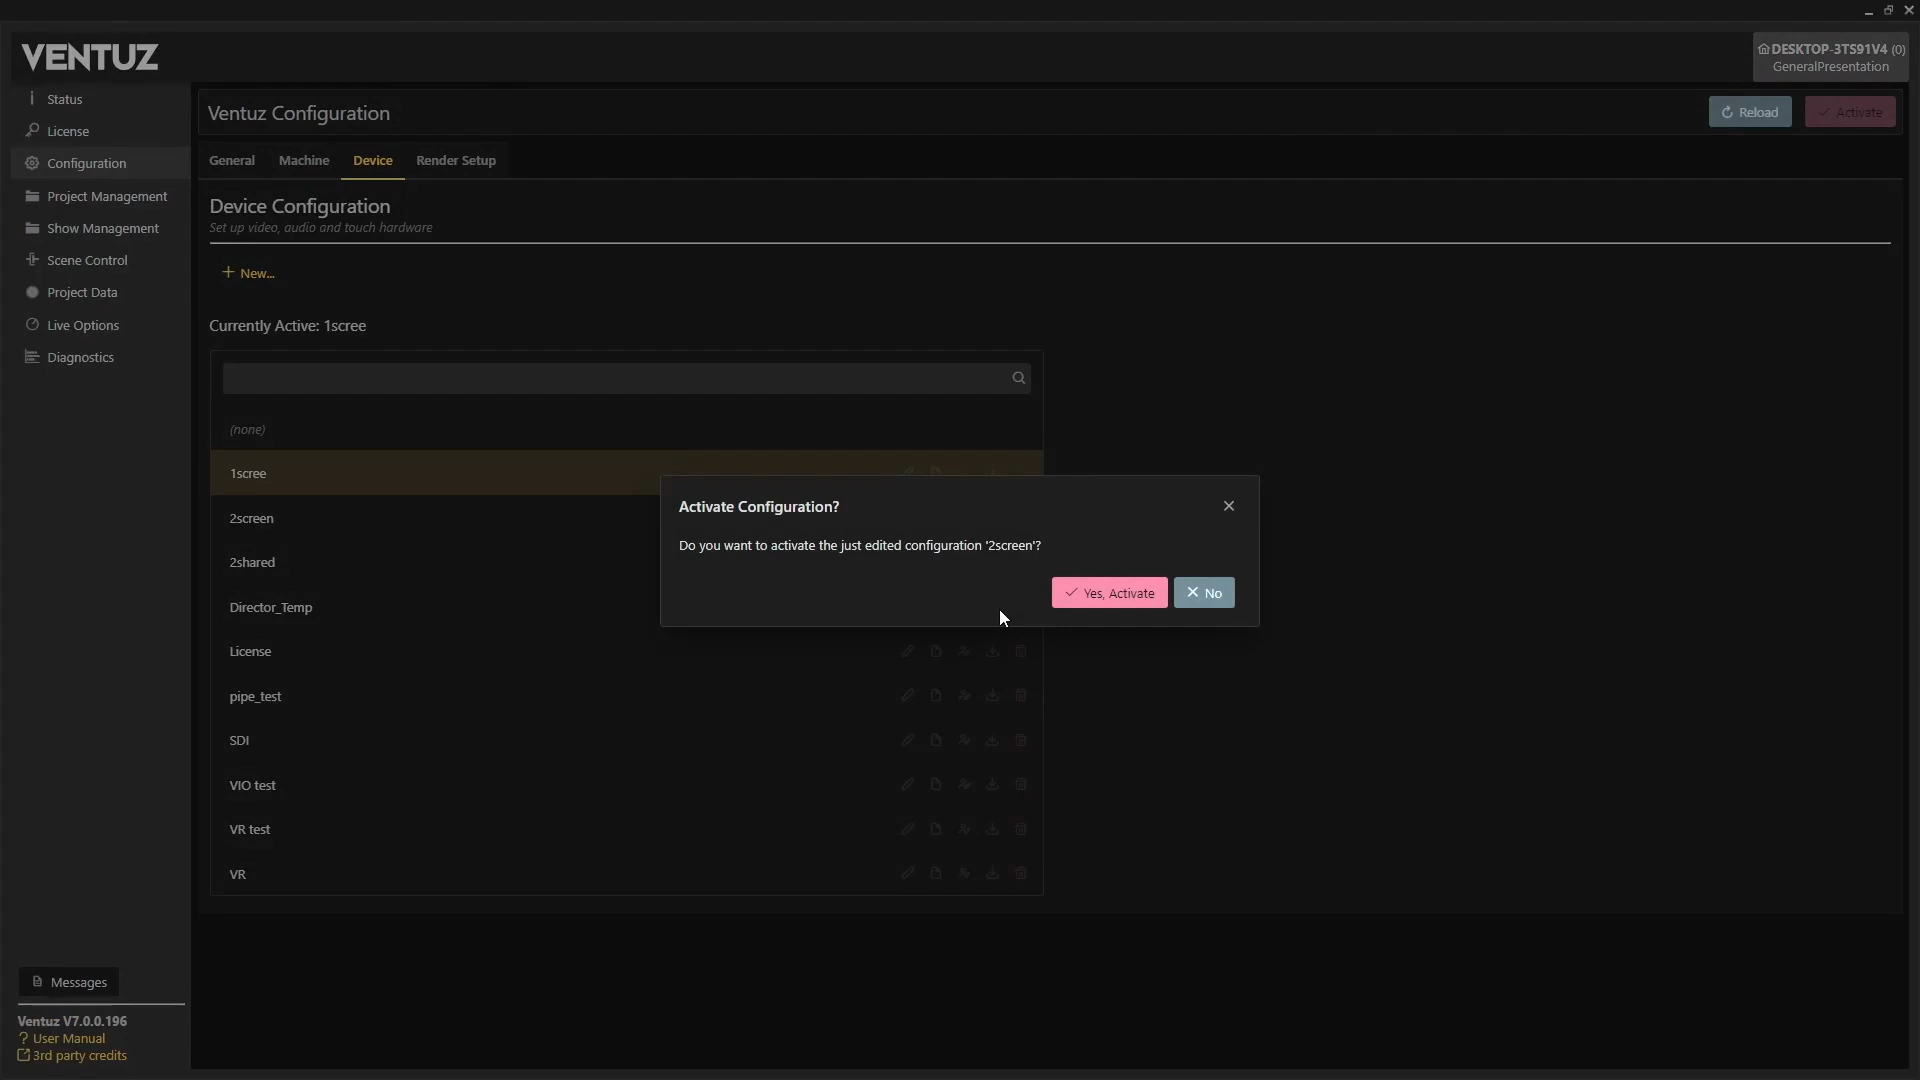 VENTUZ
DESKTOP-3TS91V4 (0)
GeneralPresentation
Status
License
Configuration
Project Management
Show Management
Scene Control
Project Data
Live Options
Diagnostics
Ventuz Configuration
Reload
Activate
General Machine Device Render Setup
Device Configuration
Set up video, audio and touch hardware
+ New...
Currently Active: 1scree
(none)
1scree
2screen
2shared
Director_Temp
License
pipe_test
SDI
VIO test
VR test
VR
Activate Configuration?
Do you want to activate the just edited configuration '2screen'?
Yes, Activate
No
Messages
Ventuz V7.0.0.196
? User Manual
3rd party credits